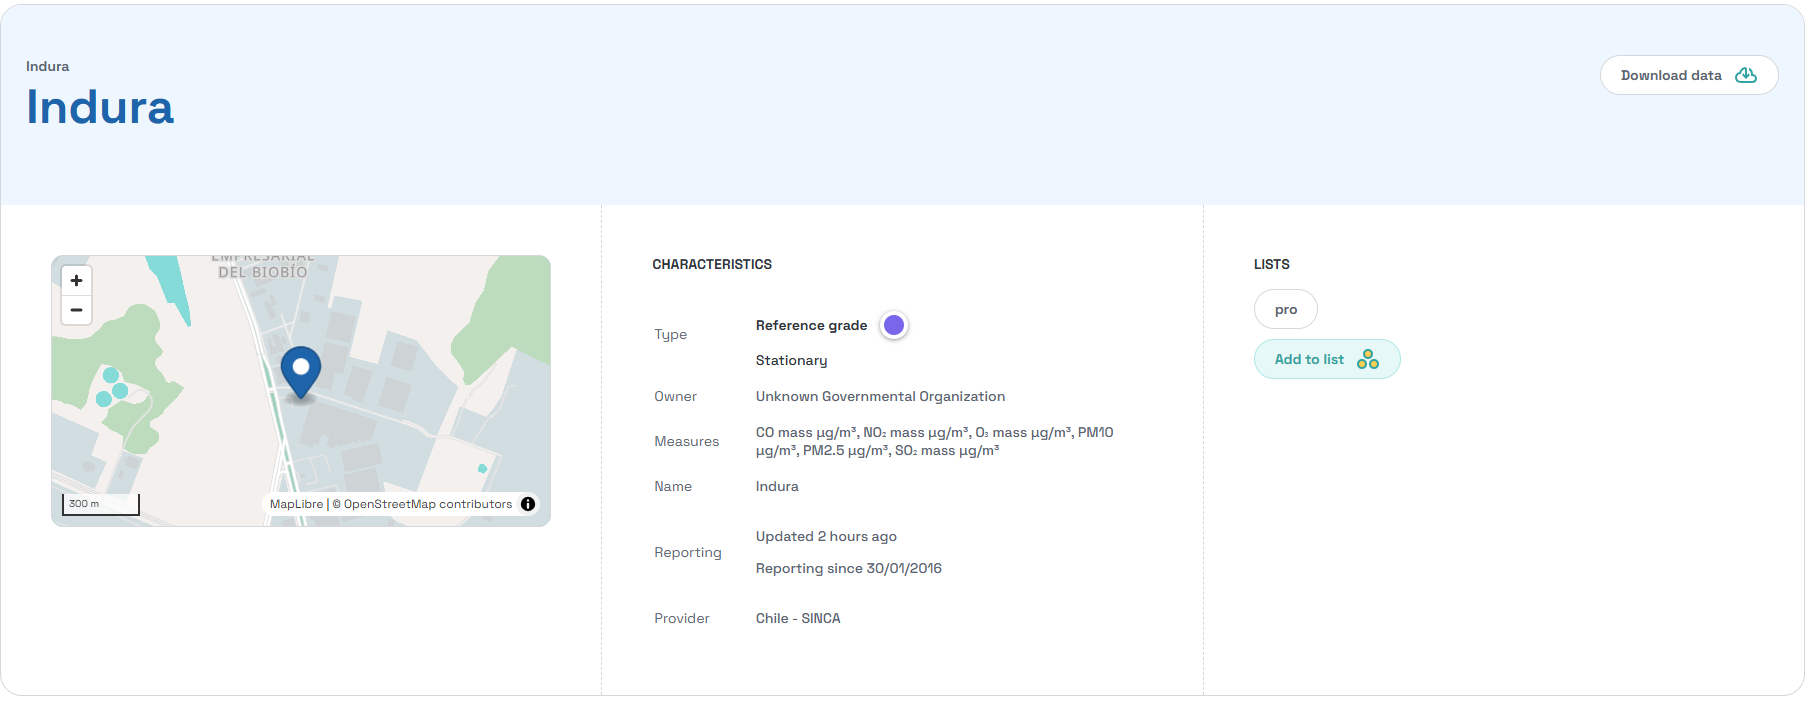 Indura
Indura
Download data
EMPRESARIAL
DEL BIOBÍO
+
−
300 m
MapLibre | © OpenStreetMap contributors
CHARACTERISTICS
Type
Reference grade
Stationary
Owner
Unknown Governmental Organization
Measures
CO mass µg/m³, NO₂ mass µg/m³, O₃ mass µg/m³, PM10
µg/m³, PM2.5 µg/m³, SO₂ mass µg/m³
Name
Indura
Reporting
Updated 2 hours ago
Reporting since 30/01/2016
Provider
Chile - SINCA
LISTS
pro
Add to list